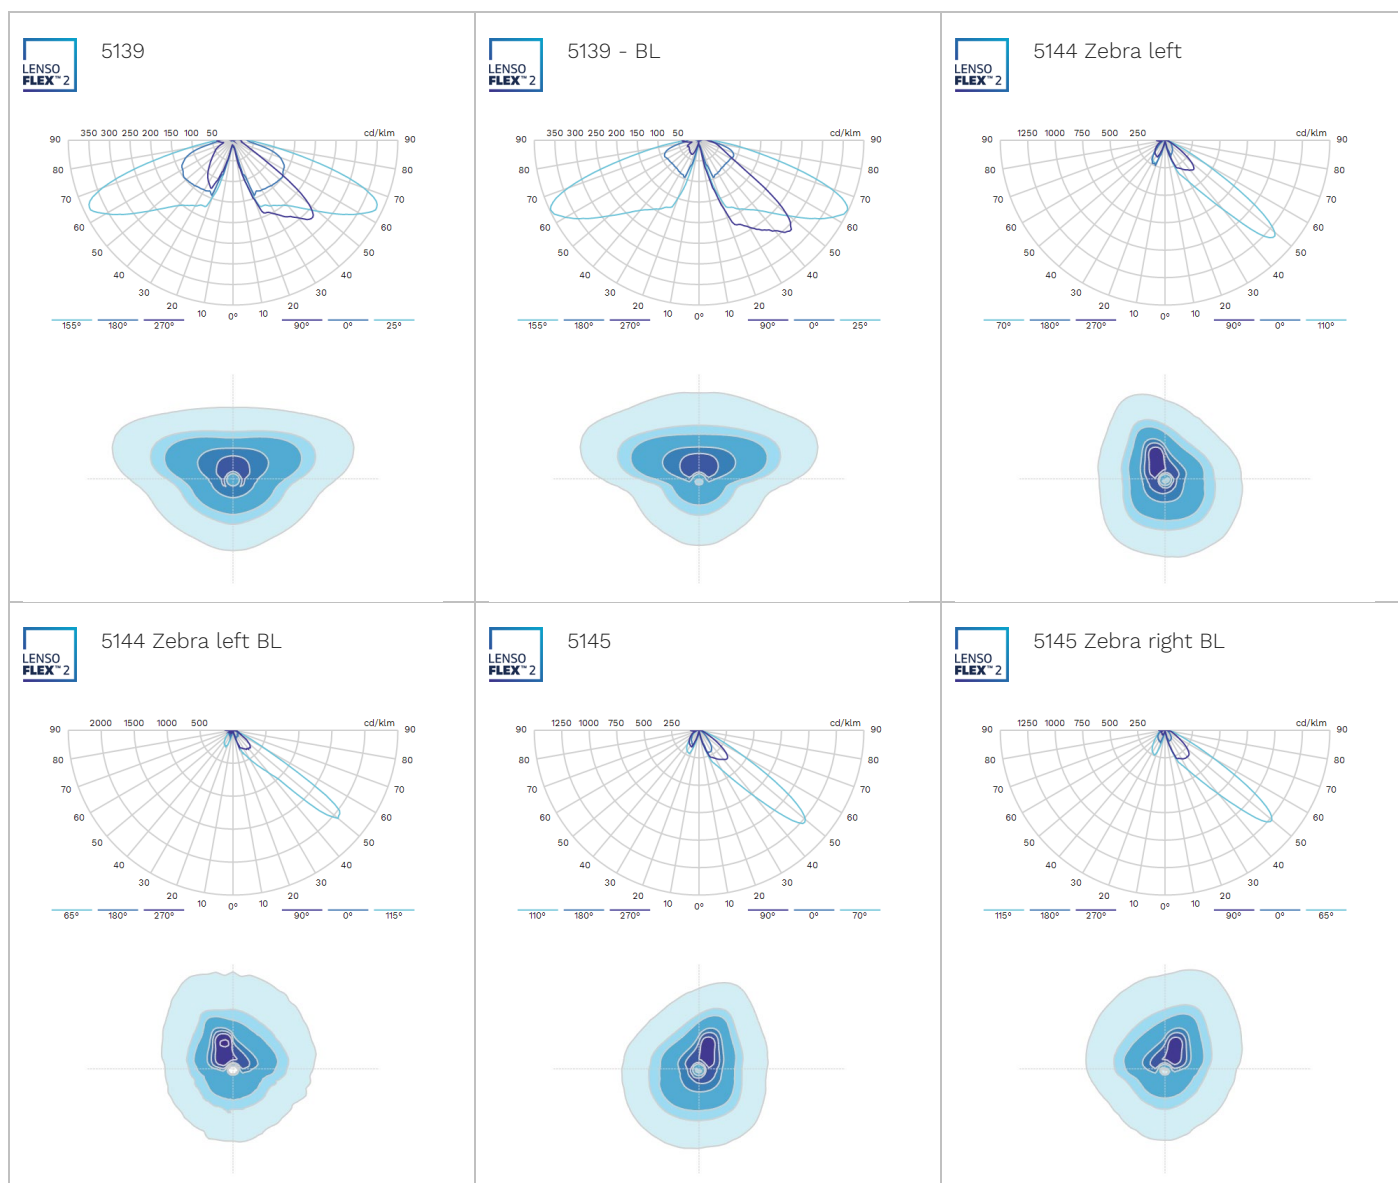 5139
LENSO
FLEX™2
350 300 250 200 150 100 50 cd/klm
90 90
80 80
70 70
60 60
50 50
40 40
30 30
20 20
10 0° 10
155° 180° 270° 90° 0° 25°
5139 - BL
LENSO
FLEX™2
350 300 250 200 150 100 50 cd/klm
90 90
80 80
70 70
60 60
50 50
40 40
30 30
20 20
10 0° 10
155° 180° 270° 90° 0° 25°
5144 Zebra left
LENSO
FLEX™2
1250 1000 750 500 250 cd/klm
90 90
80 80
70 70
60 60
50 50
40 40
30 30
20 20
10 0° 10
70° 180° 270° 90° 0° 110°
5144 Zebra left BL
LENSO
FLEX™2
2000 1500 1000 500 cd/klm
90 90
80 80
70 70
60 60
50 50
40 40
30 30
20 20
10 0° 10
65° 180° 270° 90° 0° 115°
5145
LENSO
FLEX™2
1250 1000 750 500 250 cd/klm
90 90
80 80
70 70
60 60
50 50
40 40
30 30
20 20
10 0° 10
110° 180° 270° 90° 0° 70°
5145 Zebra right BL
LENSO
FLEX™2
1250 1000 750 500 250 cd/klm
90 90
80 80
70 70
60 60
50 50
40 40
30 30
20 20
10 0° 10
115° 180° 270° 90° 0° 65°